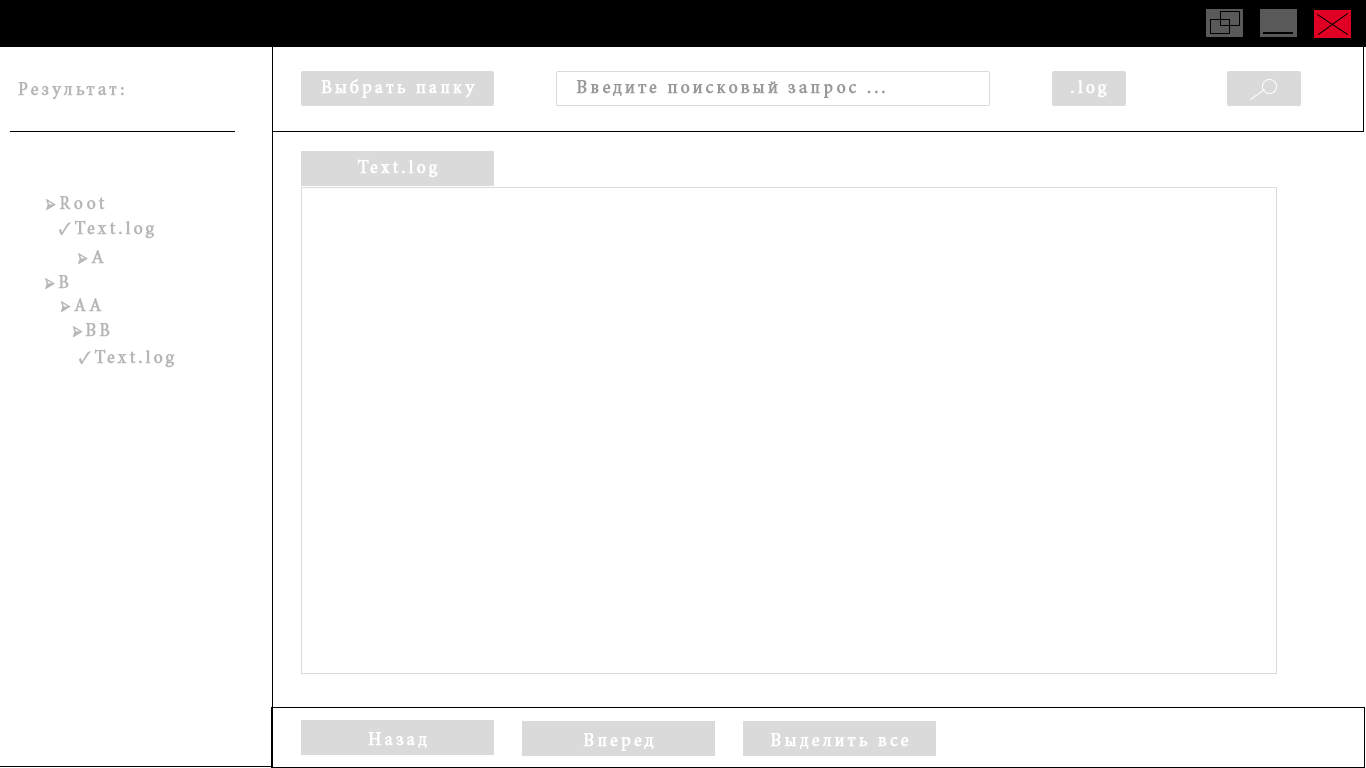 Результат:
Выбрать папку
Введите поисковый запрос ...
.log
Text.log
➢Root
✓Text.log
➢A
➢B
➢AA
➢BB
✓Text.log
Назад
Вперед
Выделить все